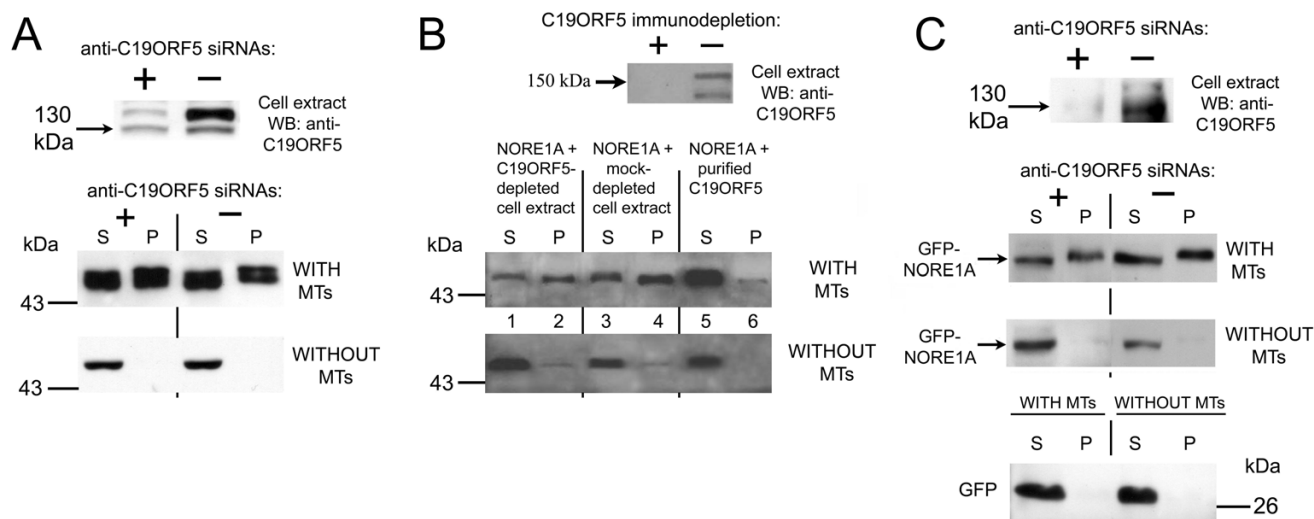 A
anti-C19ORF5 siRNAs:
+ −
130
kDa
Cell extract
WB: anti-
C19ORF5
anti-C19ORF5 siRNAs:
+ −
kDa
S P S P
43
WITH
MTs
43
WITHOUT
MTs
B
C19ORF5 immunodepletion:
+ −
150 kDa
Cell extract
WB: anti-
C19ORF5
NORE1A +
C19ORF5-
depleted
cell extract
NORE1A +
mock-
depleted
cell extract
NORE1A +
purified
C19ORF5
S P S P S P
kDa
43
WITH
MTs
1 2 3 4 5 6
43
WITHOUT
MTs
C
anti-C19ORF5 siRNAs:
+ −
130
kDa
Cell extract
WB: anti-
C19ORF5
anti-C19ORF5 siRNAs:
+ −
S P S P
GFP-
NORE1A
WITH
MTs
GFP-
NORE1A
WITHOUT
MTs
WITH MTs WITHOUT MTs
S P S P
kDa
GFP
26